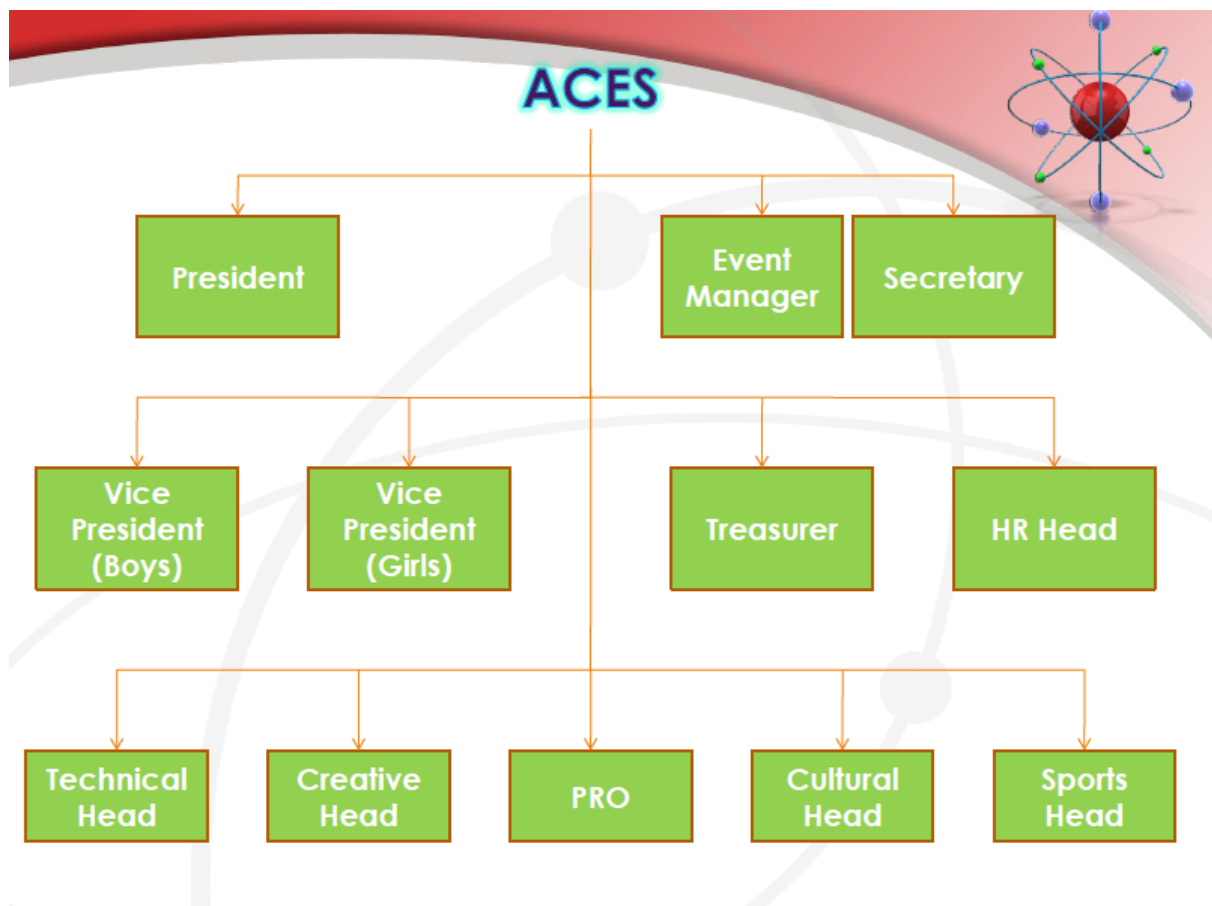 ACES
President
Event
Manager
Secretary
Vice
President
(Boys)
Vice
President
(Girls)
Treasurer
HR Head
Technical
Head
Creative
Head
PRO
Cultural
Head
Sports
Head